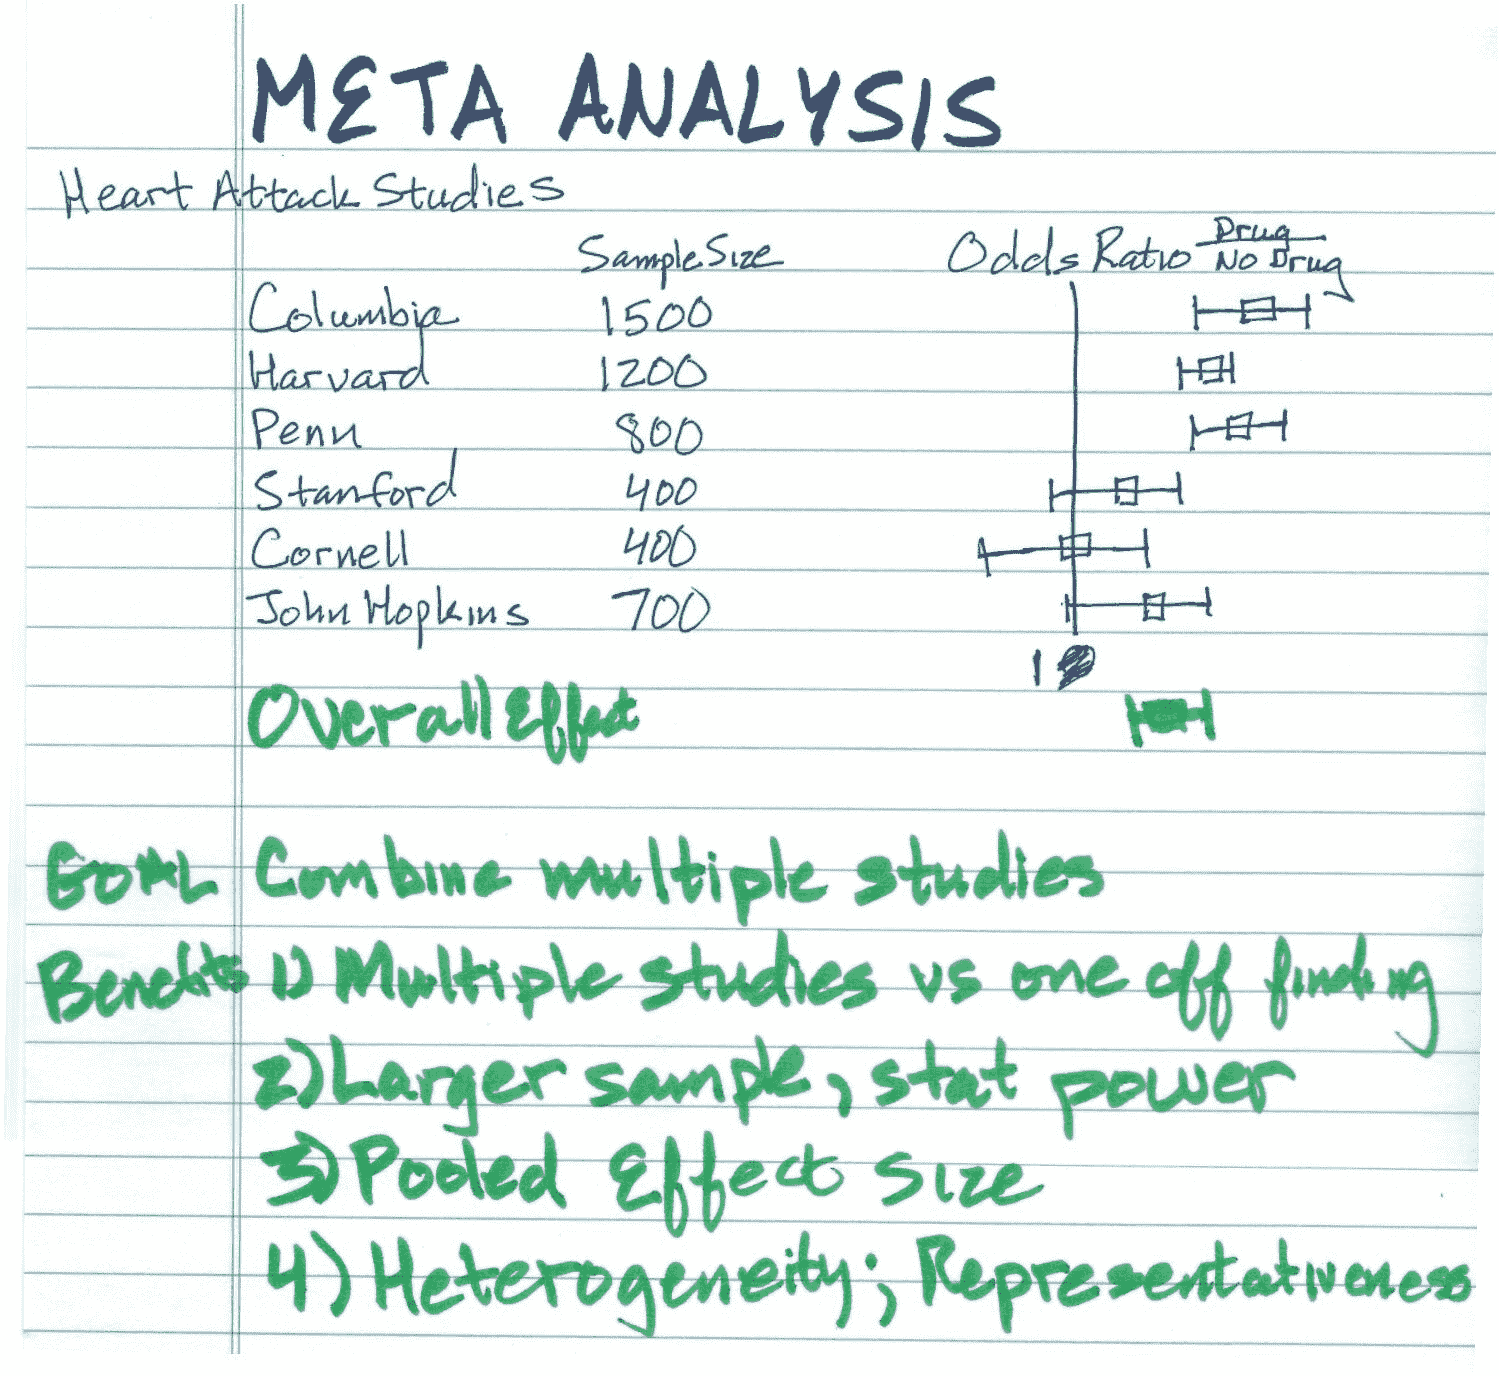 META ANALYSIS
Heart Attack Studies
Sample Size Odds Ratio Drug
No Drug
Columbia 1500
Harvard 1200
Penn 800
Stanford 400
Cornell 400
John Hopkins 700
1
Overall Effect
GOAL Combine multiple studies
Benefits 1) Multiple studies vs one off finding
2) Larger sample, stat power
3) Pooled Effect Size
4) Heterogeneity; Representativeness